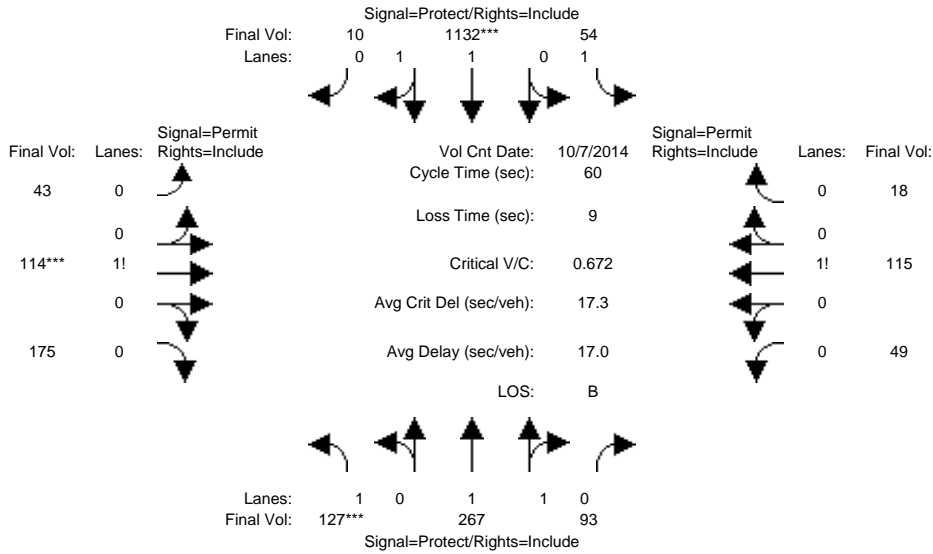 Signal=Protect/Rights=Include
Final Vol: 10 1132*** 54
Lanes: 0 1 1 0 1
Signal=Permit Signal=Permit
Final Vol: Lanes: Rights=Include Vol Cnt Date: 10/7/2014 Rights=Include Lanes: Final Vol:
Cycle Time (sec): 60
43 0 0 18
Loss Time (sec): 9
0 0
114*** 1! Critical V/C: 0.672 1! 115
0 Avg Crit Del (sec/veh): 17.3 0
175 0 Avg Delay (sec/veh): 17.0 0 49
LOS: B
Lanes: 1 0 1 1 0
Final Vol: 127*** 267 93
Signal=Protect/Rights=Include